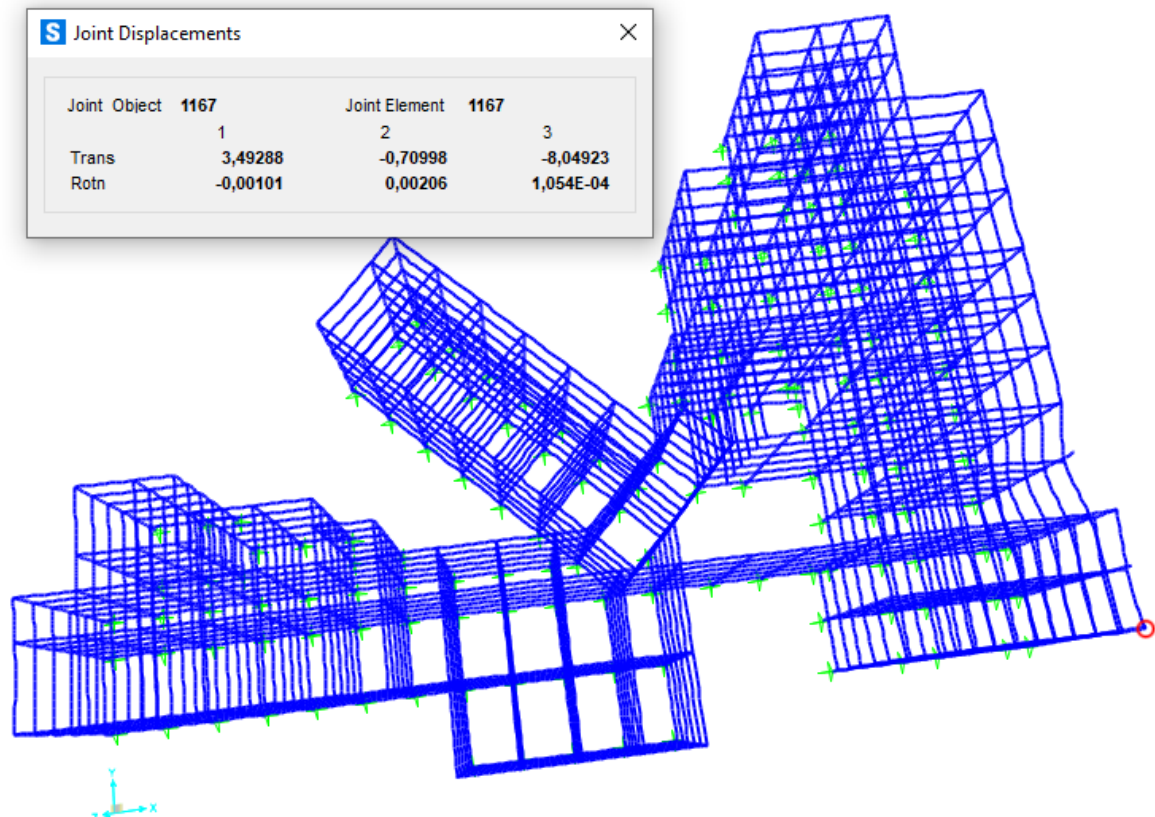 S Joint Displacements
Joint Object 1167 Joint Element 1167
1 2 3
Trans 3,49288 -0,70998 -8,04923
Rotn -0,00101 0,00206 1,054E-04
Y
X